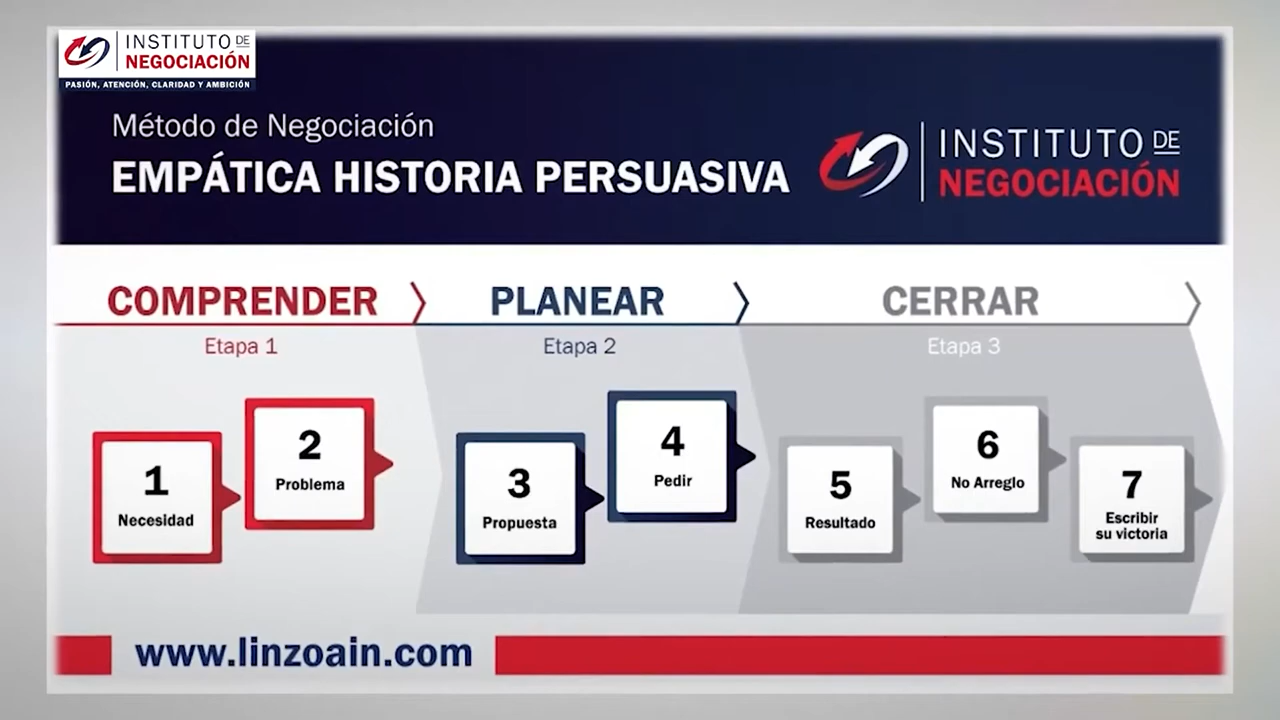 INSTITUTO DE
NEGOCIACIÓN
PASIÓN, ATENCIÓN, CLARIDAD Y AMBICIÓN
Método de Negociación
EMPÁTICA HISTORIA PERSUASIVA
INSTITUTO DE
NEGOCIACIÓN
COMPRENDER
PLANEAR
CERRAR
Etapa 1
Etapa 2
Etapa 3
1
Necesidad
2
Problema
3
Propuesta
4
Pedir
5
Resultado
6
No Arreglo
7
Escribir
su victoria
www.linzoain.com